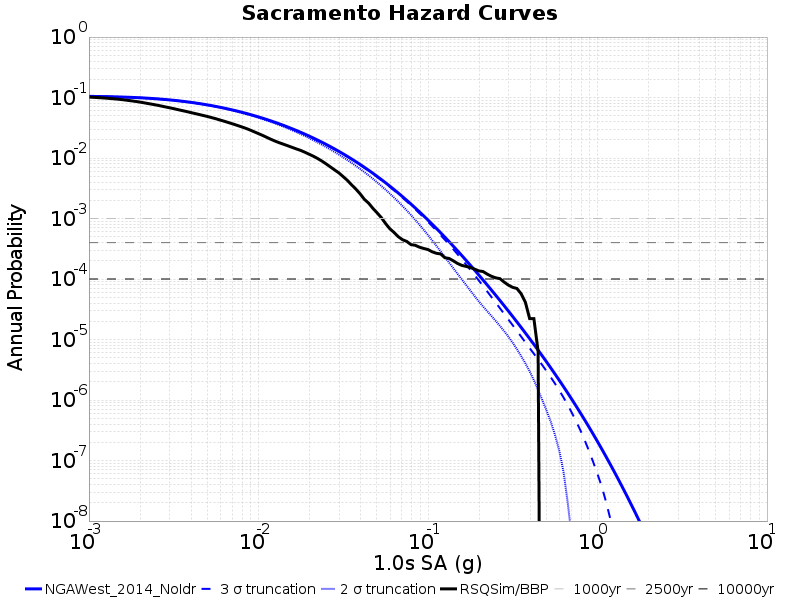 Sacramento Hazard Curves
Annual Probability
10^0
10^-1
10^-2
10^-3
10^-4
10^-5
10^-6
10^-7
10^-8
10^-3 10^-2 10^-1 10^0 10^1
1.0s SA (g)
NGAWest_2014_NoIdr 3 σ truncation 2 σ truncation RSQSim/BBP 1000yr 2500yr 10000yr